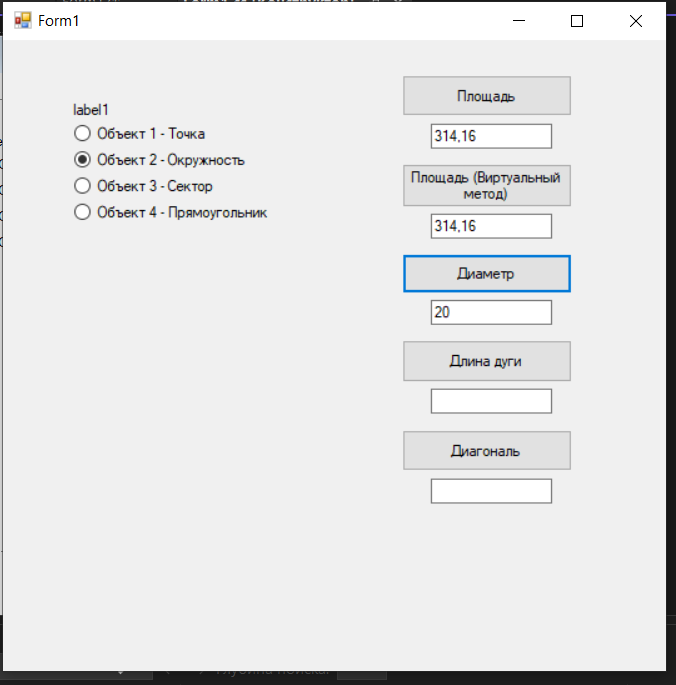 Form1
label1
Объект 1 - Точка
Объект 2 - Окружность
Объект 3 - Сектор
Объект 4 - Прямоугольник
Площадь
314,16
Площадь (Виртуальный
метод)
314,16
Диаметр
20
Длина дуги
Диагональ